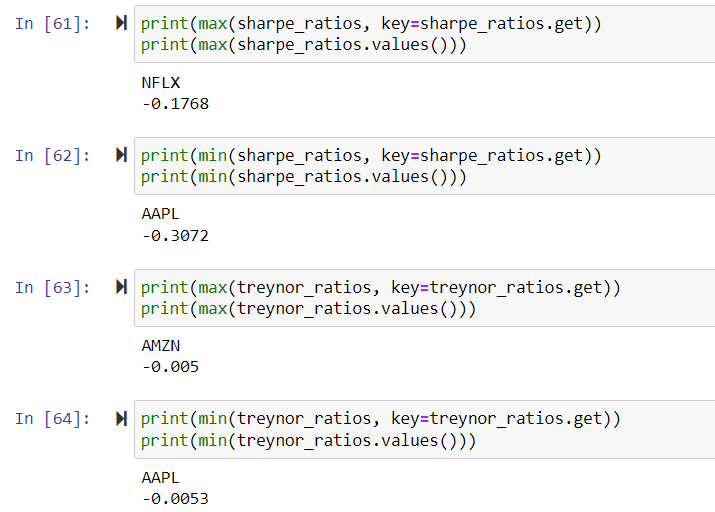 In [61]: print(max(sharpe_ratios, key=sharpe_ratios.get))
print(max(sharpe_ratios.values()))
NFLX
-0.1768
In [62]: print(min(sharpe_ratios, key=sharpe_ratios.get))
print(min(sharpe_ratios.values()))
AAPL
-0.3072
In [63]: print(max(treynor_ratios, key=treynor_ratios.get))
print(max(treynor_ratios.values()))
AMZN
-0.005
In [64]: print(min(treynor_ratios, key=treynor_ratios.get))
print(min(treynor_ratios.values()))
AAPL
-0.0053